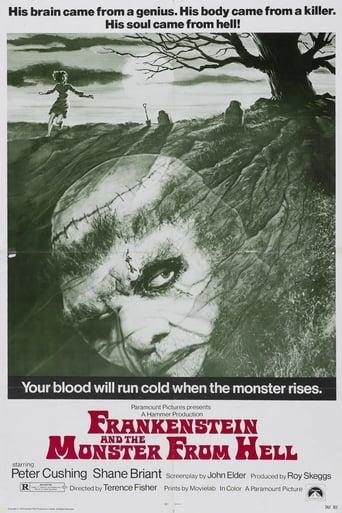 His brain came from a genius. His body came from a killer.
His soul came from hell!
Your blood will run cold when the monster rises.
Paramount Pictures presents
A Hammer Production
FRANKENSTEIN
AND THE
MONSTER FROM HELL
starring
Peter Cushing Shane Briant Screenplay by John Elder Produced by Roy Skeggs
R Directed by Terence Fisher Prints by Movielab In Color A Paramount Picture